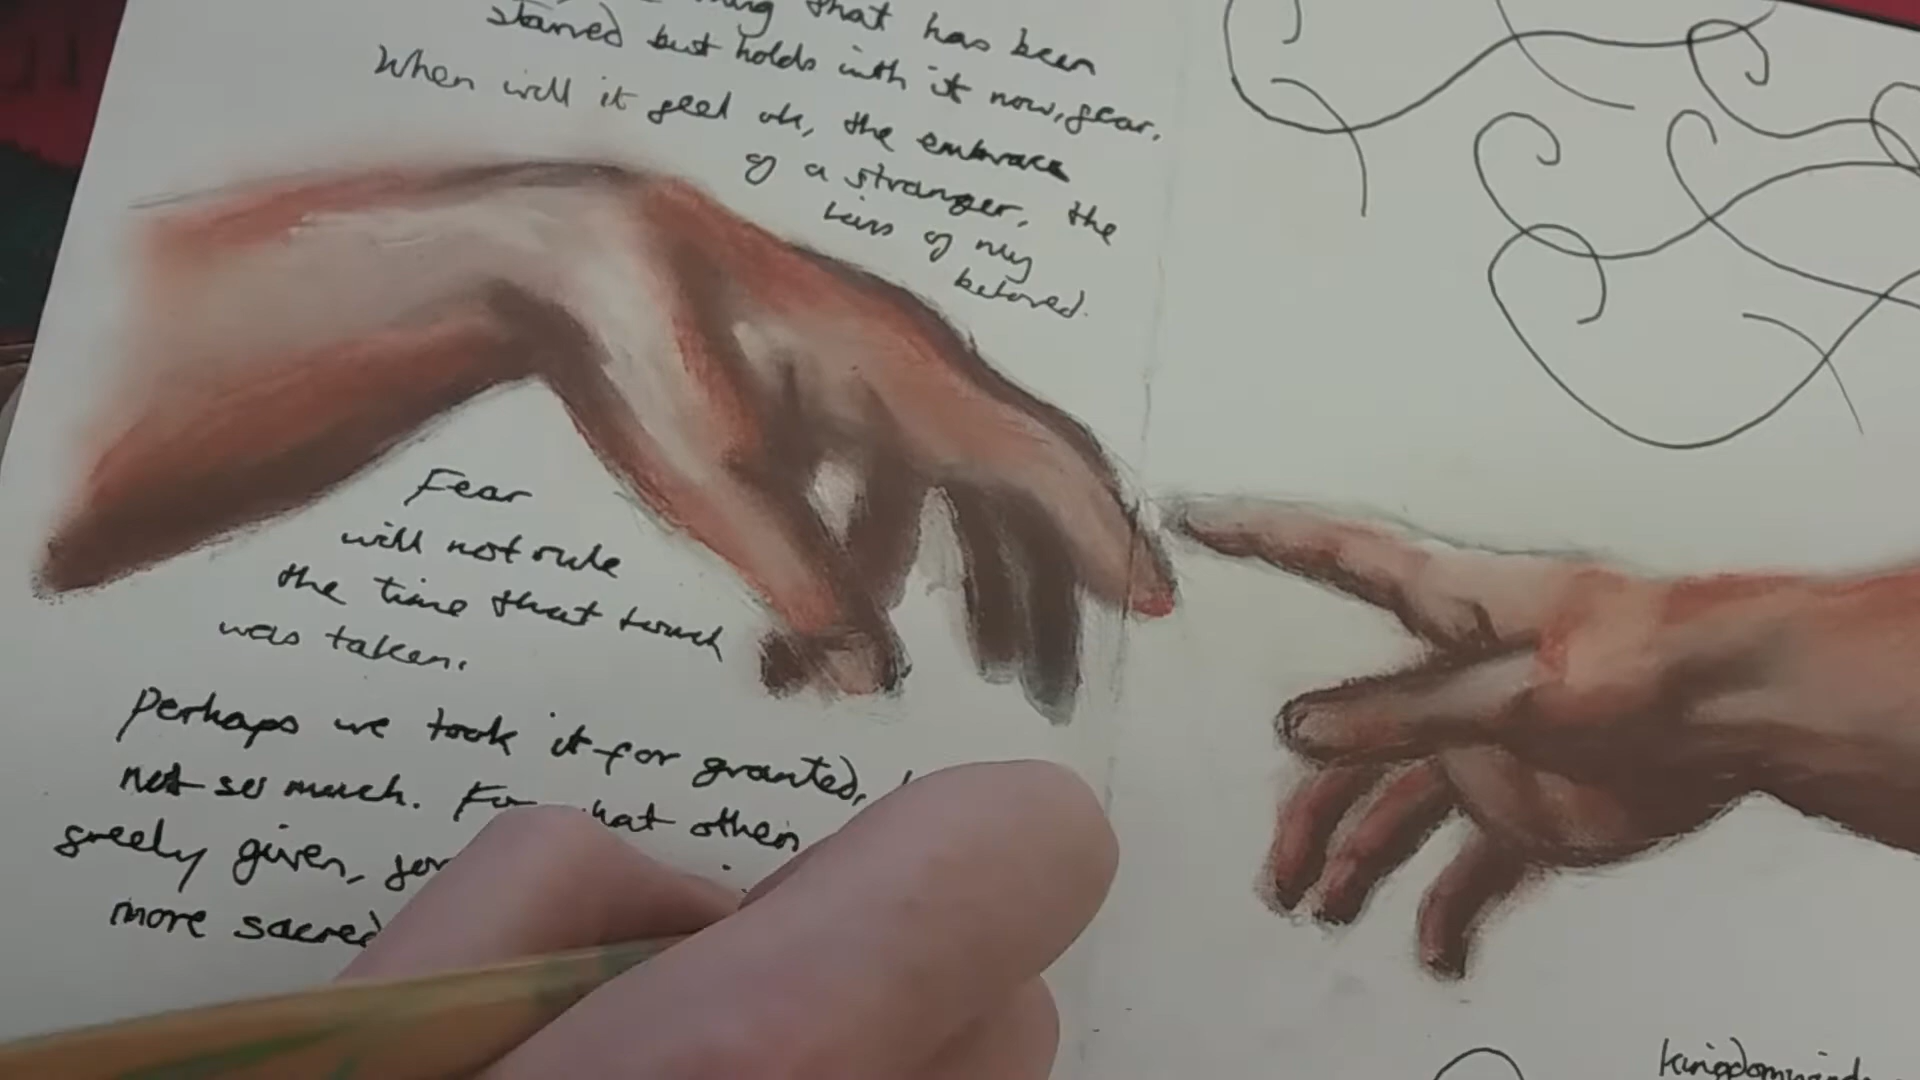 that has been
starved but holds with it now, fear.
When will it feel ok, the embrace
of a stranger, the
kiss of my
beloved.
Fear
will not rule
the time that touch
was taken.
Perhaps we took it for granted,
not so much. For what others
freely given,
more sacred